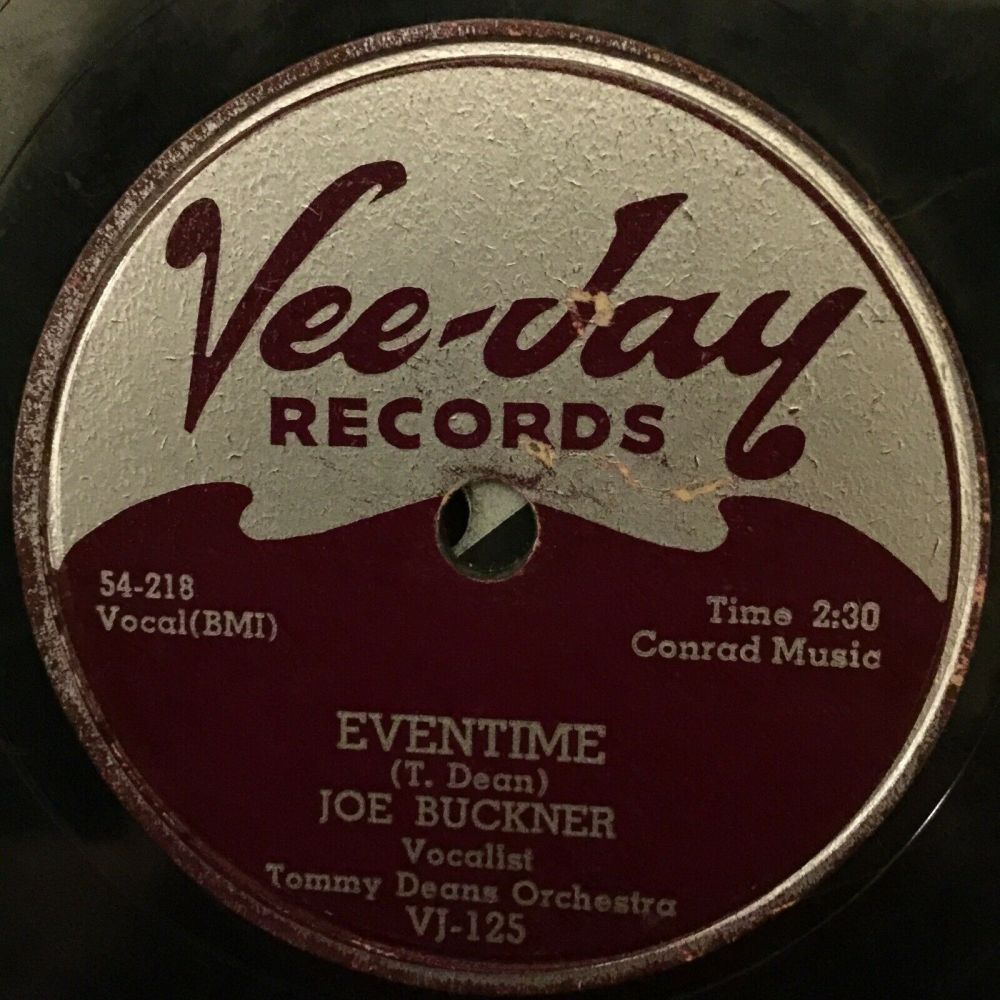 Vee-Jay
RECORDS
54-218
Vocal(BMI)
Time 2:30
Conrad Music
EVENTIME
(T. Dean)
JOE BUCKNER
Vocalist
Tommy Deans Orchestra
VJ-125